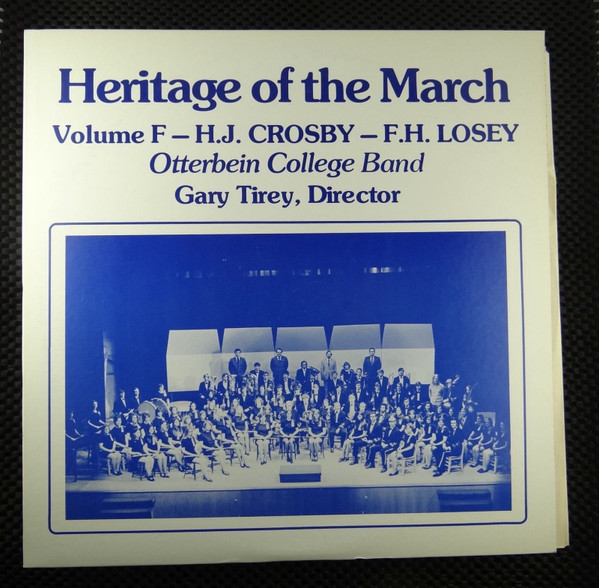 Heritage of the March
Volume F – H.J. CROSBY – F.H. LOSEY
Otterbein College Band
Gary Tirey, Director